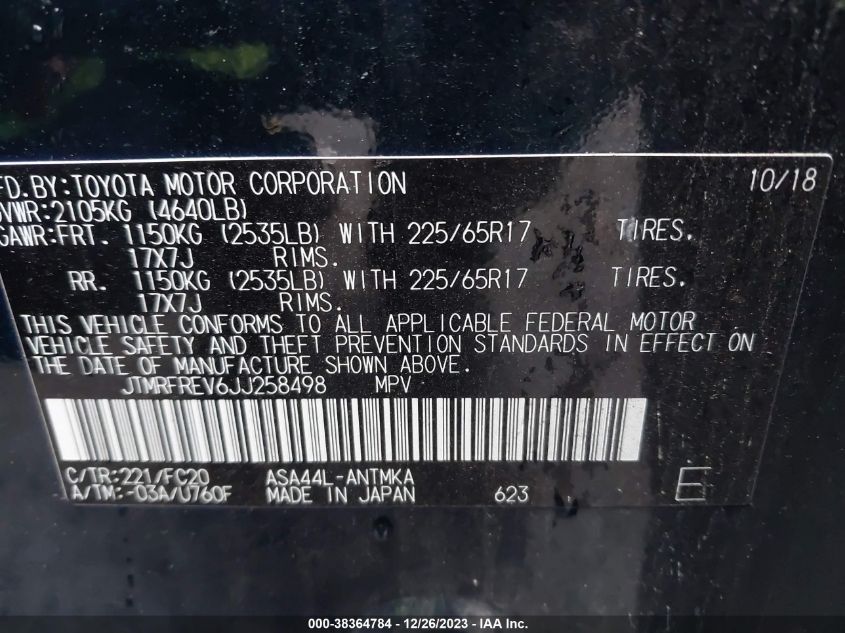 FD.BY:TOYOTA MOTOR CORPORATION 10/18
GVWR:2105KG (4640LB)
GAWR:FRT. 1150KG (2535LB) WITH 225/65R17 TIRES.
17X7J RIMS.
RR. 1150KG (2535LB) WITH 225/65R17 TIRES.
17X7J RIMS.
THIS VEHICLE CONFORMS TO ALL APPLICABLE FEDERAL MOTOR
VEHICLE SAFETY AND THEFT PREVENTION STANDARDS IN EFFECT ON
THE DATE OF MANUFACTURE SHOWN ABOVE.
JTMRFREV6JJ258498 MPV
C/TR:221/FC20 ASA44L-ANTMKA
A/TM:-03A/U760F MADE IN JAPAN 623 E
000-38364784 - 12/26/2023 - IAA Inc.